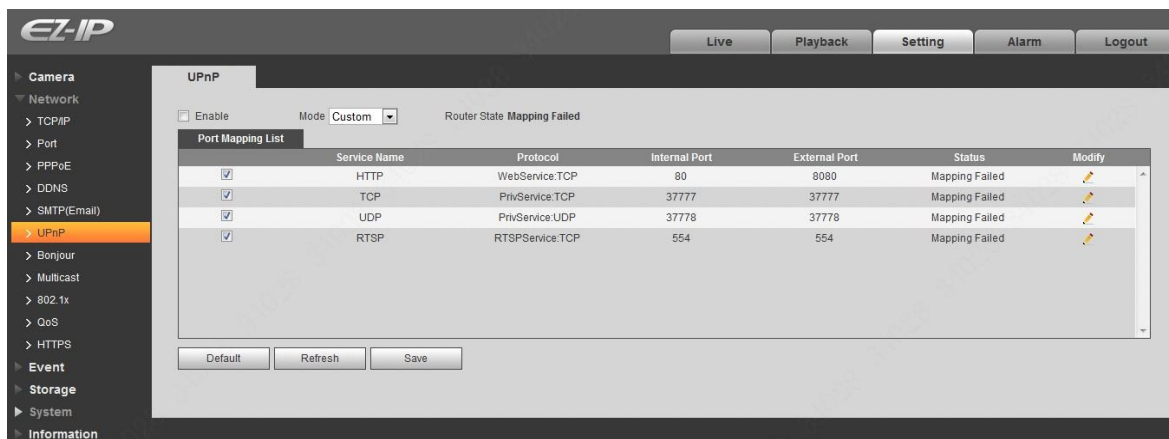 EZ-IP
Live Playback Setting Alarm Logout
Camera
Network
TCP/IP
Port
PPPoE
DDNS
SMTP(Email)
UPnP
Bonjour
Multicast
802.1x
QoS
HTTPS
Event
Storage
System
Information
UPnP
Enable Mode Custom Router State Mapping Failed
Port Mapping List
Service Name Protocol Internal Port External Port Status Modify
HTTP WebService:TCP 80 8080 Mapping Failed
TCP PrivService:TCP 37777 37777 Mapping Failed
UDP PrivService:UDP 37778 37778 Mapping Failed
RTSP RTSPService:TCP 554 554 Mapping Failed
Default Refresh Save